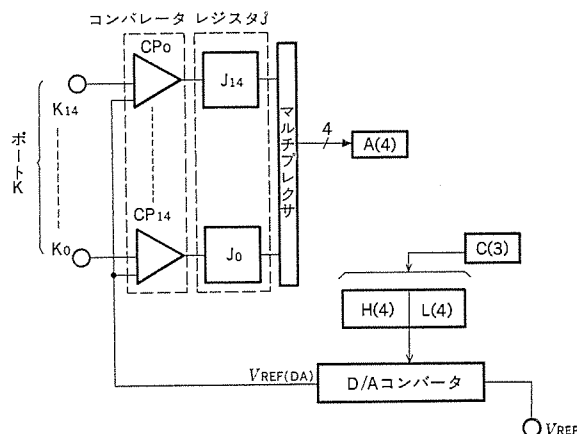 コンパレータ レジスタJ
CP0
J14
K14
ポートK
マルチプレクサ
4
A(4)
CP14
K0
J0
C(3)
H(4) L(4)
VREF(DA)
D/Aコンバータ
VREF